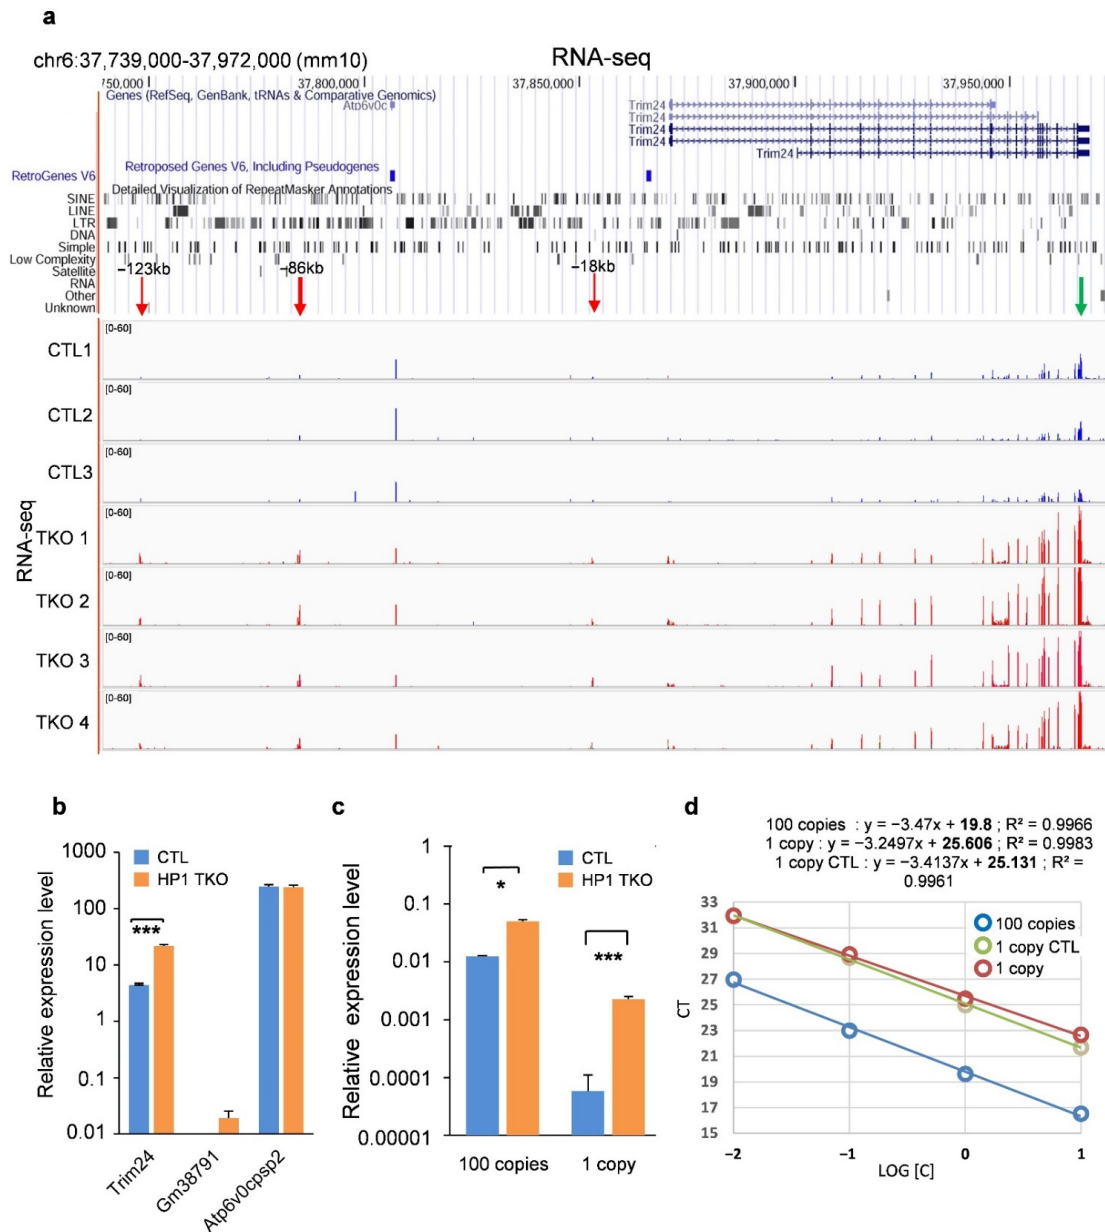 a
chr6:37,739,000-37,972,000 (mm10)
RNA-seq
750,000 37,800,000 37,850,000 37,900,000 37,950,000
Genes (RefSeq, GenBank, tRNAs & Comparative Genomics)
Atp6v0c
Trim24
Trim24
Trim24
Trim24
Trim24
Retroposed Genes V6, Including Pseudogenes
RetroGenes V6
Detailed Visualization of RepeatMasker Annotations
SINE
LINE
LTR
DNA
Simple
Low Complexity
Satellite
RNA
Other
Unknown
−123kb
−86kb
−18kb
RNA-seq
CTL1
[0-60]
CTL2
[0-60]
CTL3
[0-60]
TKO 1
[0-60]
TKO 2
[0-60]
TKO 3
[0-60]
TKO 4
[0-60]
b
Relative expression level
1000
100
10
1
0.1
0.01
CTL
HP1 TKO
***
Trim24
Gm38791
Atp6v0cpsp2
c
Relative expression level
1
0.1
0.01
0.001
0.0001
0.00001
CTL
HP1 TKO
*
***
100 copies
1 copy
d
100 copies : y = −3.47x + 19.8 ; R² = 0.9966
1 copy : y = −3.2497x + 25.606 ; R² = 0.9983
1 copy CTL : y = −3.4137x + 25.131 ; R² =
0.9961
CT
33
31
29
27
25
23
21
19
17
15
100 copies
1 copy CTL
1 copy
−2 −1 0 1
LOG [C]